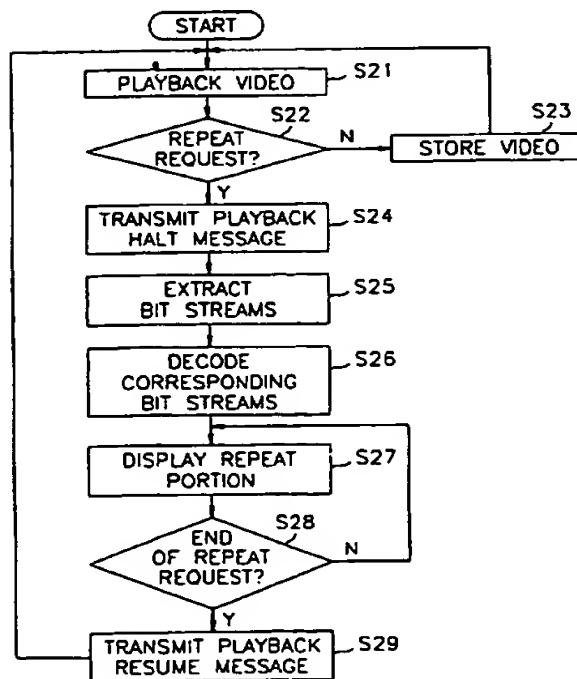 START
PLAYBACK VIDEO
S21
S22
REPEAT
REQUEST?
N
S23
STORE VIDEO
Y
TRANSMIT PLAYBACK
HALT MESSAGE
S24
EXTRACT
BIT STREAMS
S25
DECODE
CORRESPONDING
BIT STREAMS
S26
DISPLAY REPEAT
PORTION
S27
S28
END
OF REPEAT
REQUEST?
N
Y
TRANSMIT PLAYBACK
RESUME MESSAGE
S29